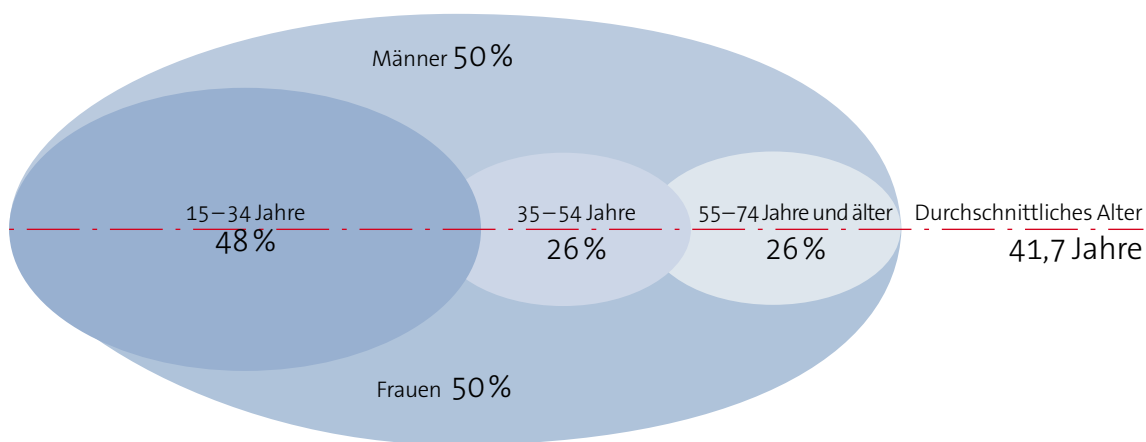 Männer 50 %
15–34 Jahre
48 %
35–54 Jahre
26 %
55–74 Jahre und älter
26 %
Durchschnittliches Alter
41,7 Jahre
Frauen 50 %